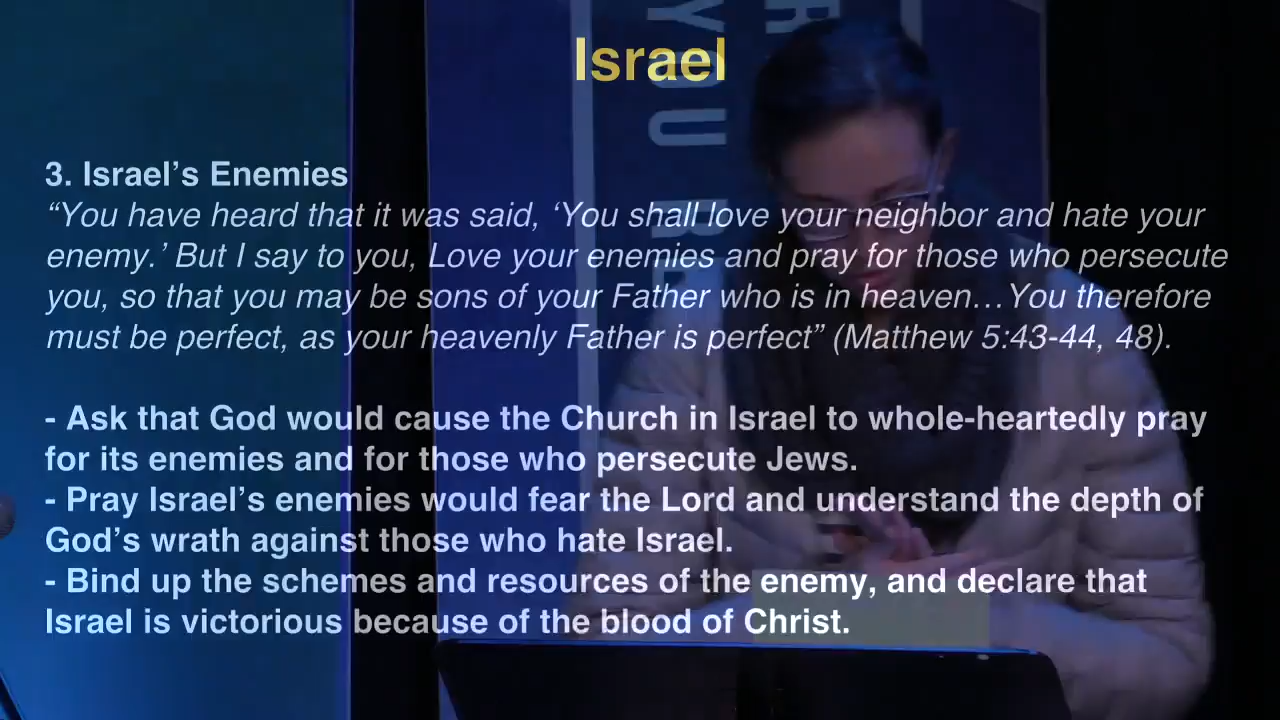 Israel
3. Israel’s Enemies
“You have heard that it was said, ‘You shall love your neighbor and hate your
enemy.’ But I say to you, Love your enemies and pray for those who persecute
you, so that you may be sons of your Father who is in heaven…You therefore
must be perfect, as your heavenly Father is perfect” (Matthew 5:43-44, 48).
- Ask that God would cause the Church in Israel to whole-heartedly pray
for its enemies and for those who persecute Jews.
- Pray Israel’s enemies would fear the Lord and understand the depth of
God’s wrath against those who hate Israel.
- Bind up the schemes and resources of the enemy, and declare that
Israel is victorious because of the blood of Christ.
YOU